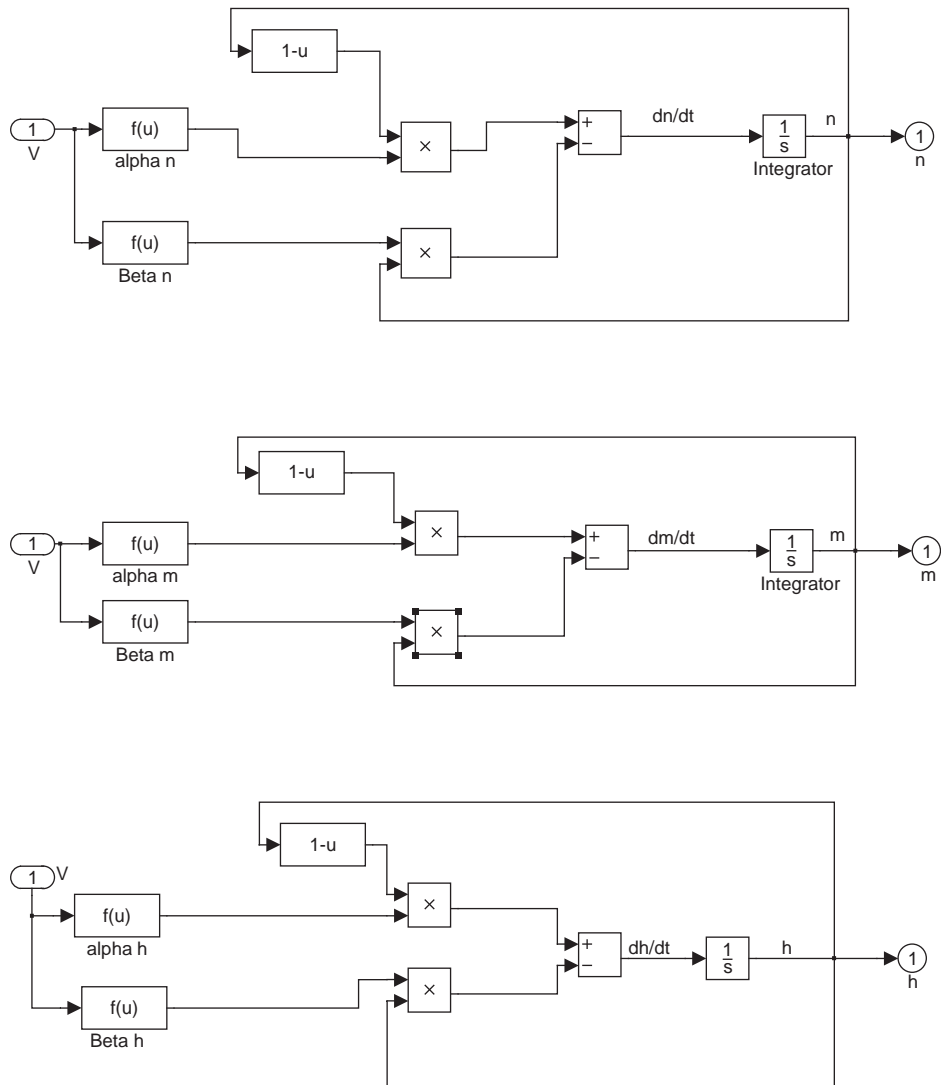 1-u
1
V
f(u)
alpha n
×
+
−
dn/dt
1
s
Integrator
n
1
n
f(u)
Beta n
×
1-u
1
V
f(u)
alpha m
×
+
−
dm/dt
1
s
Integrator
m
1
m
f(u)
Beta m
×
1-u
1
V
f(u)
alpha h
×
+
−
dh/dt
1
s
h
1
h
f(u)
Beta h
×